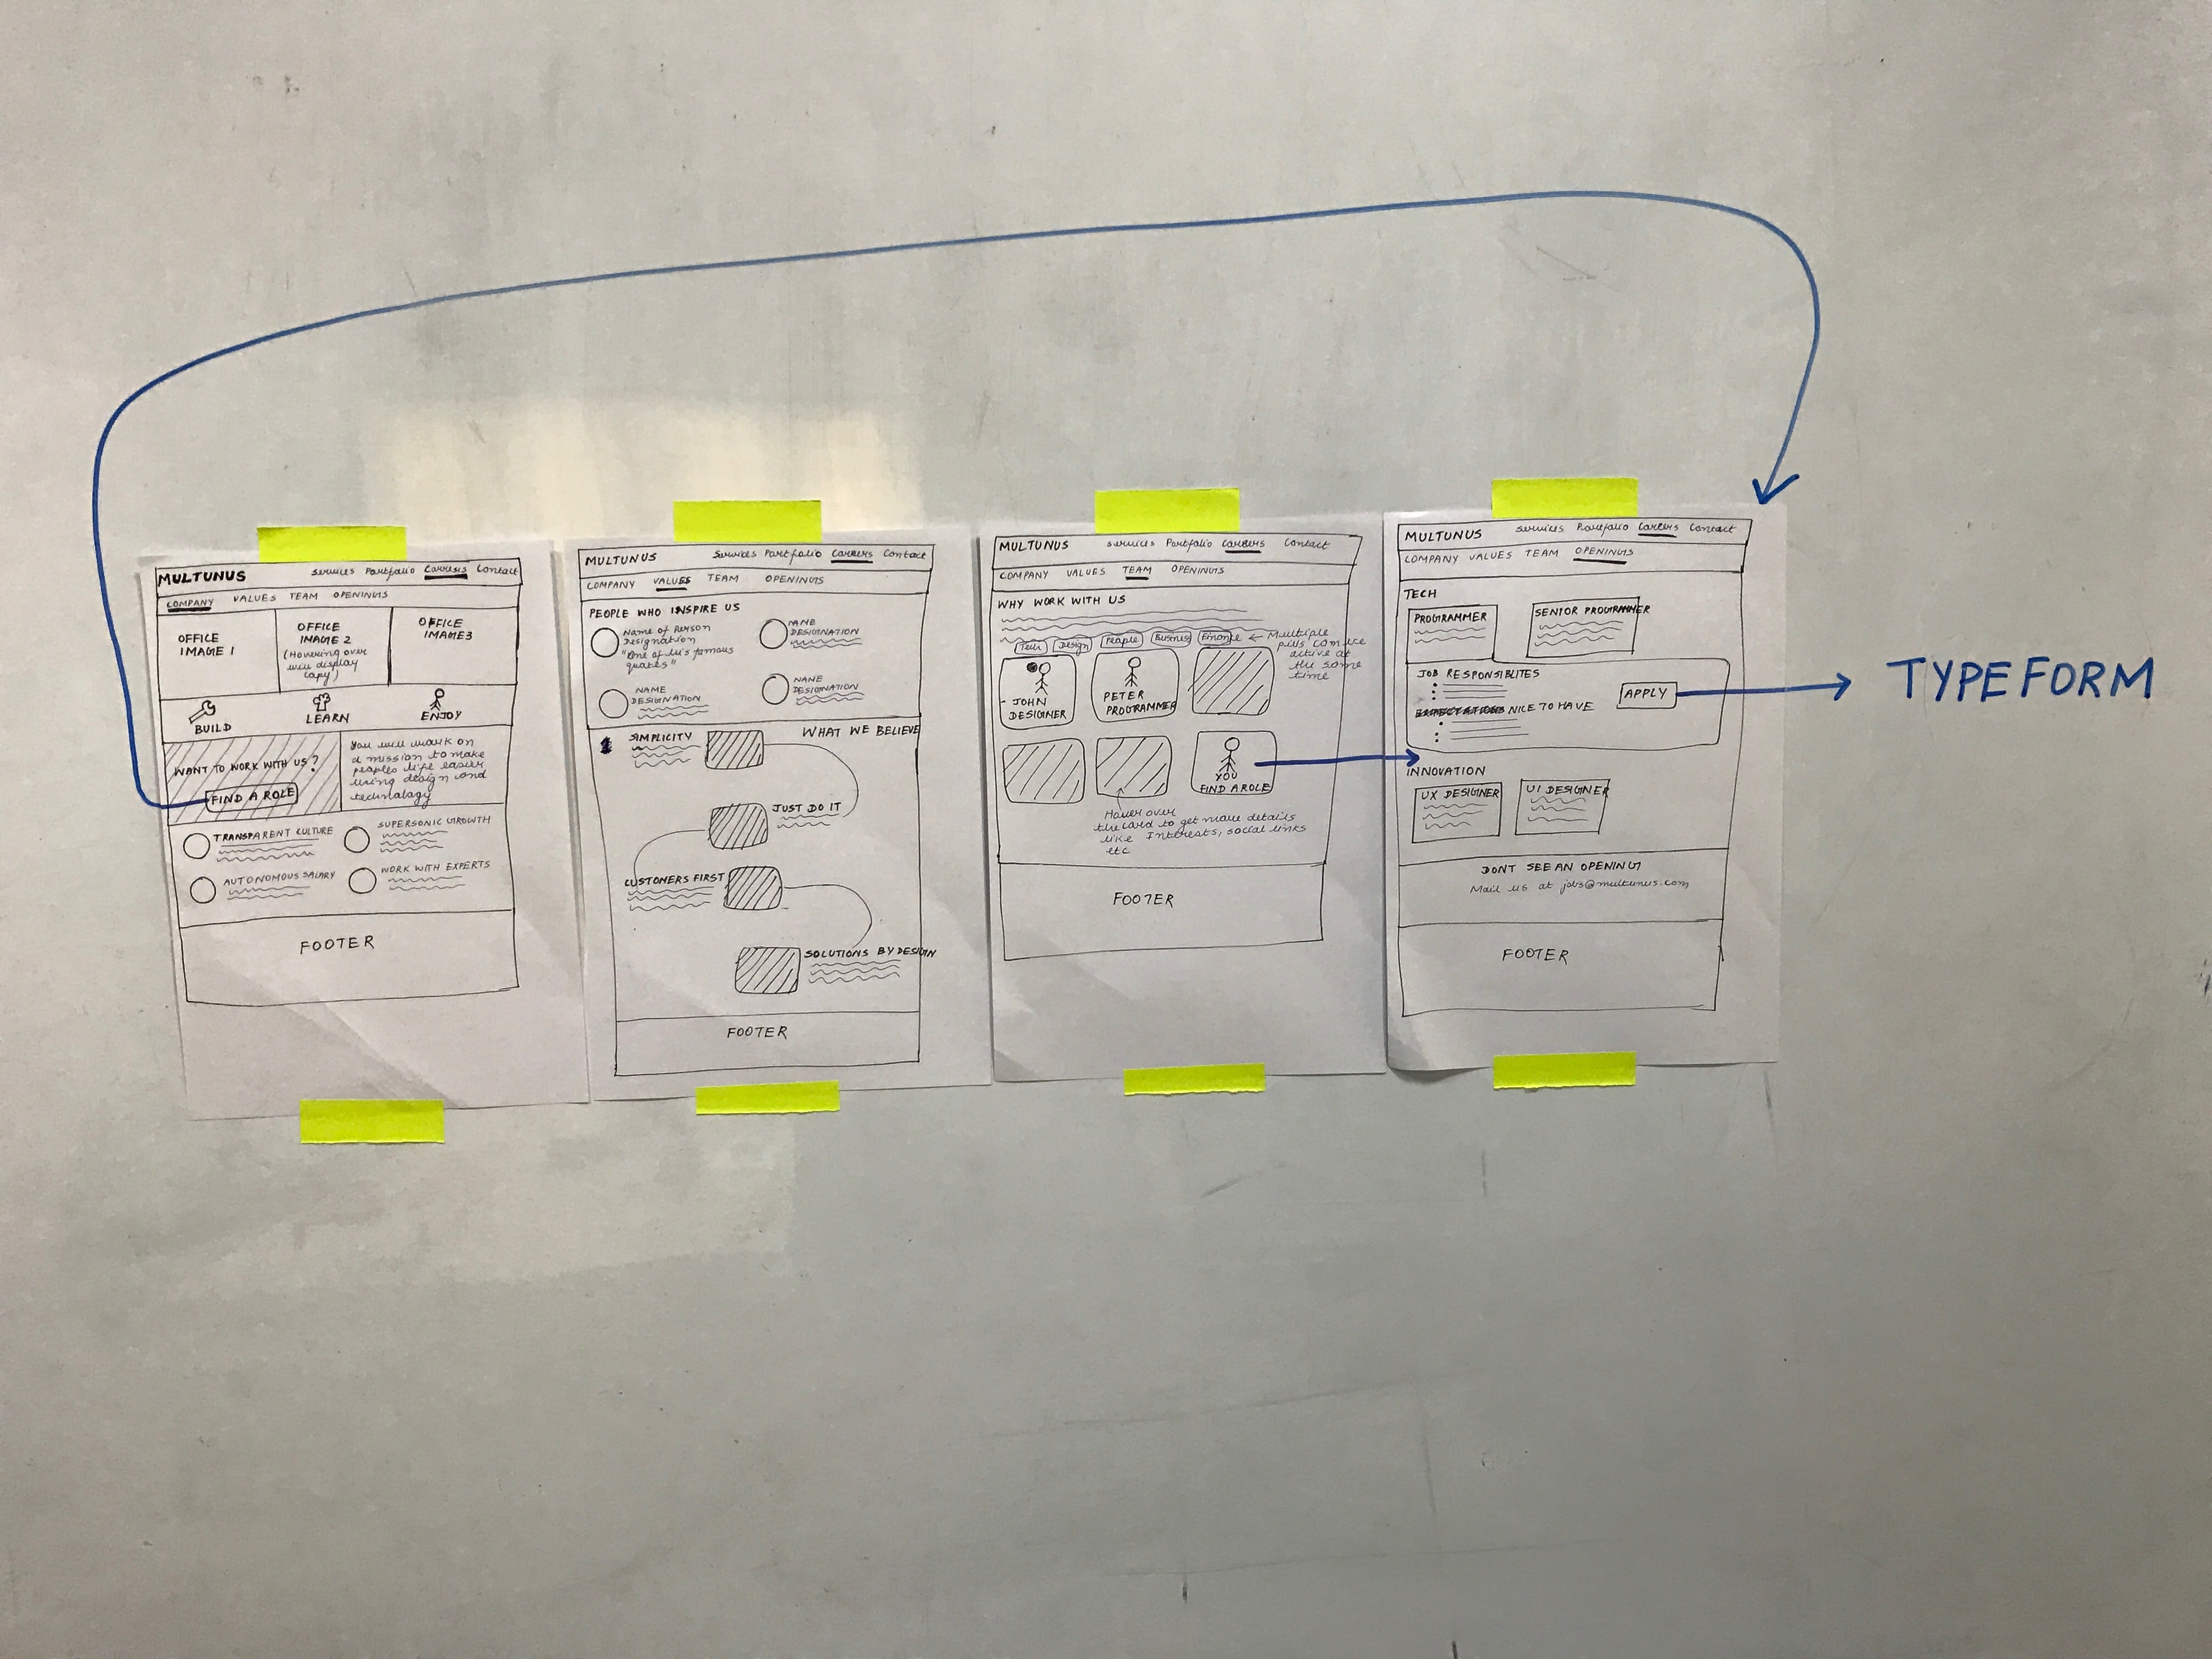 MULTUNUS Services Portfolio Careers Contact
COMPANY VALUES TEAM OPENINGS
OFFICE
IMAGE 1
OFFICE
IMAGE 2
(Hovering over
will display
copy)
OFFICE
IMAGE3
BUILD
LEARN
ENJOY
WANT TO WORK WITH US?
FIND A ROLE
You will work on
a mission to make
peoples life easier
using design and
technology
TRANSPARENT CULTURE
SUPERSONIC GROWTH
AUTONOMOUS SALARY
WORK WITH EXPERTS
FOOTER
MULTUNUS Services Portfolio Careers Contact
COMPANY VALUES TEAM OPENINGS
PEOPLE WHO INSPIRE US
Name of Person
Designation
"One of his famous
quotes"
NAME
DESIGNATION
NAME
DESIGNATION
NAME
DESIGNATION
WHAT WE BELIEVE
SIMPLICITY
JUST DO IT
CUSTOMERS FIRST
SOLUTIONS BY DESIGN
FOOTER
MULTUNUS Services Portfolio Careers Contact
COMPANY VALUES TEAM OPENINGS
WHY WORK WITH US
Tech Design People Business Finance
Multiple
pills can be
active at
the same
time
JOHN
DESIGNER
PETER
PROGRAMMER
YOU
FIND A ROLE
Hover over
the card to get more details
like Interests, social links
etc
FOOTER
MULTUNUS Services Portfolio Careers Contact
COMPANY VALUES TEAM OPENINGS
TECH
PROGRAMMER
SENIOR PROGRAMMER
JOB RESPONSIBLITES
APPLY
NICE TO HAVE
INNOVATION
UX DESIGNER
UI DESIGNER
DONT SEE AN OPENING
Mail us at jobs@multunus.com
FOOTER
TYPEFORM